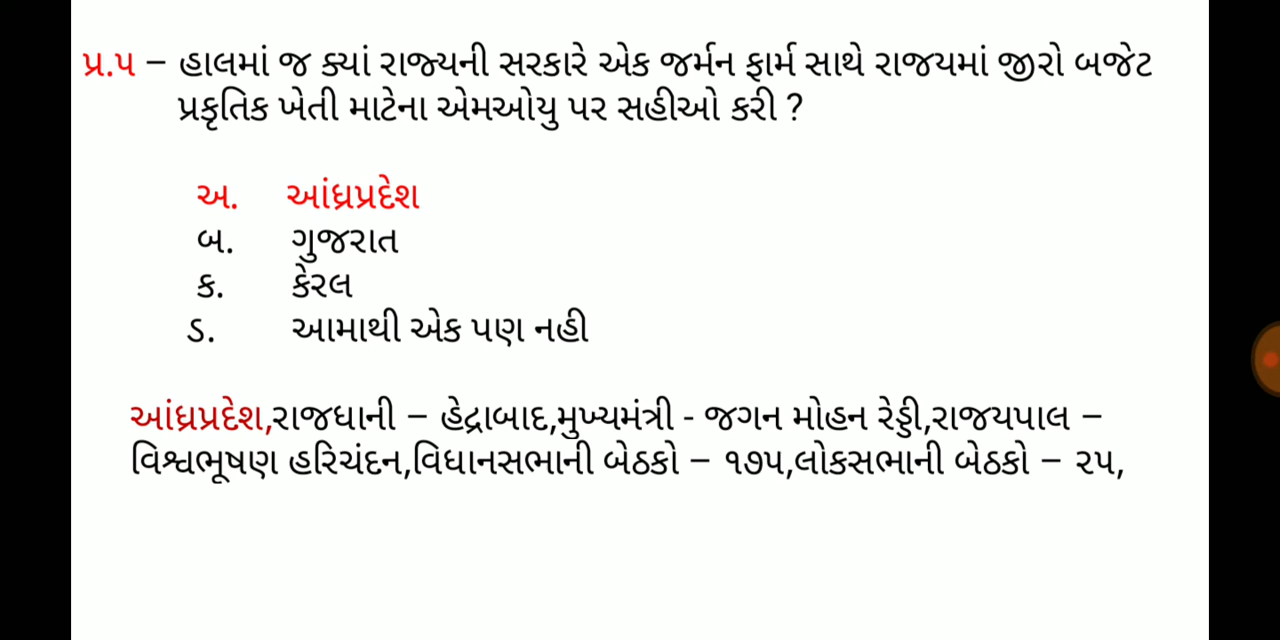 પ્ર.૫ – હાલમાં જ ક્યાં રાજ્યની સરકારે એક જર્મન ફાર્મ સાથે રાજયમાં જીરો બજેટ
પ્રકૃતિક ખેતી માટેના એમઓયુ પર સહીઓ કરી ?
અ. આંધ્રપ્રદેશ
બ. ગુજરાત
ક. કેરલ
ડ. આમાથી એક પણ નહી
આંધ્રપ્રદેશ,રાજધાની – હેદ્રાબાદ,મુખ્યમંત્રી - જગન મોહન રેડ્ડી,રાજયપાલ –
વિશ્વભૂષણ હરિચંદન,વિધાનસભાની બેઠકો – ૧૭૫,લોકસભાની બેઠકો – ૨૫,